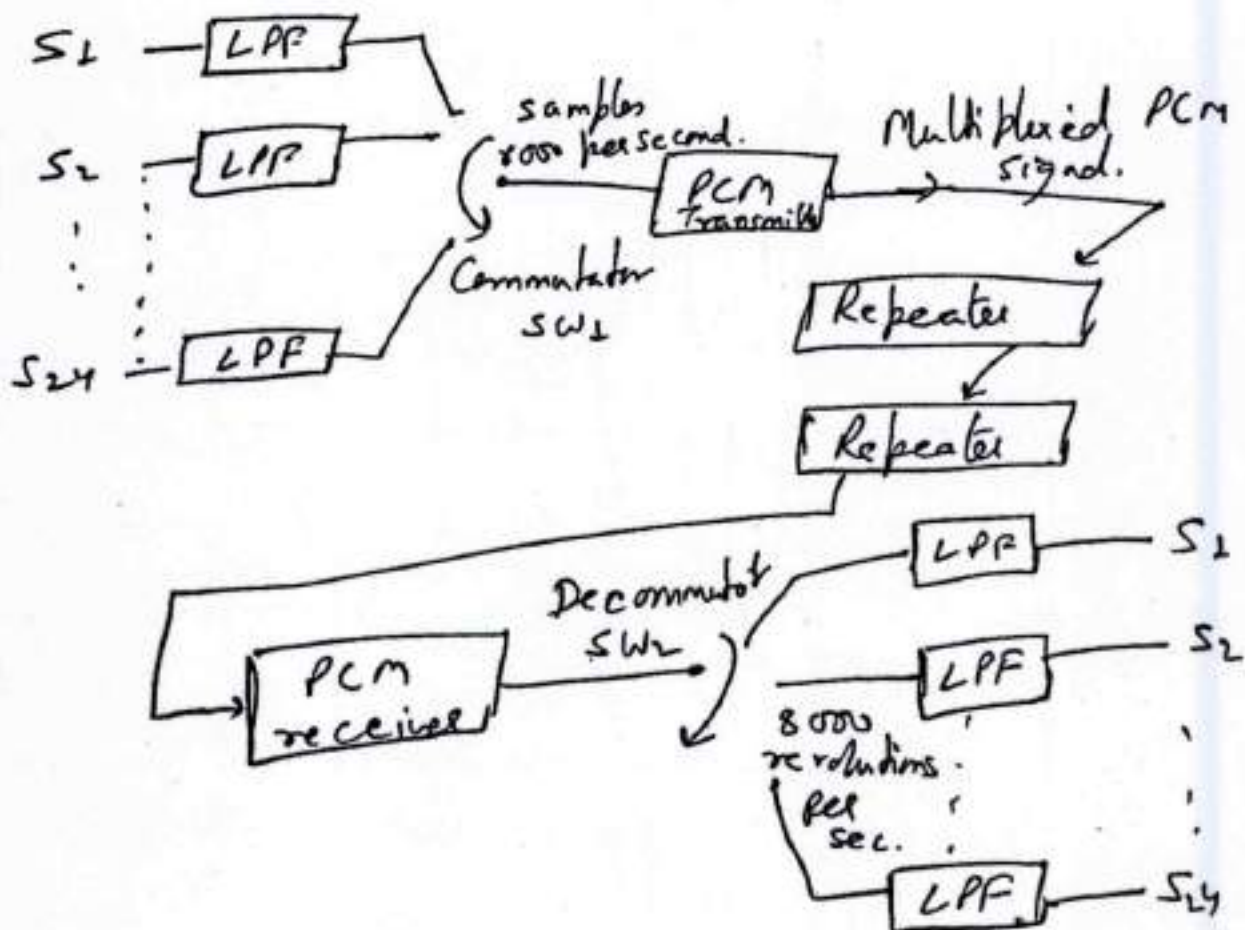 S1 LPF
S2 LPF
S24 LPF
samples
8000 per second.
Commutator
SW1
PCM
Transmitter
Multiplexed PCM
signal.
Repeater
Repeater
PCM
receiver
Decommutator
SW2
8000
revolutions
per
sec.
LPF S1
LPF S2
LPF S24